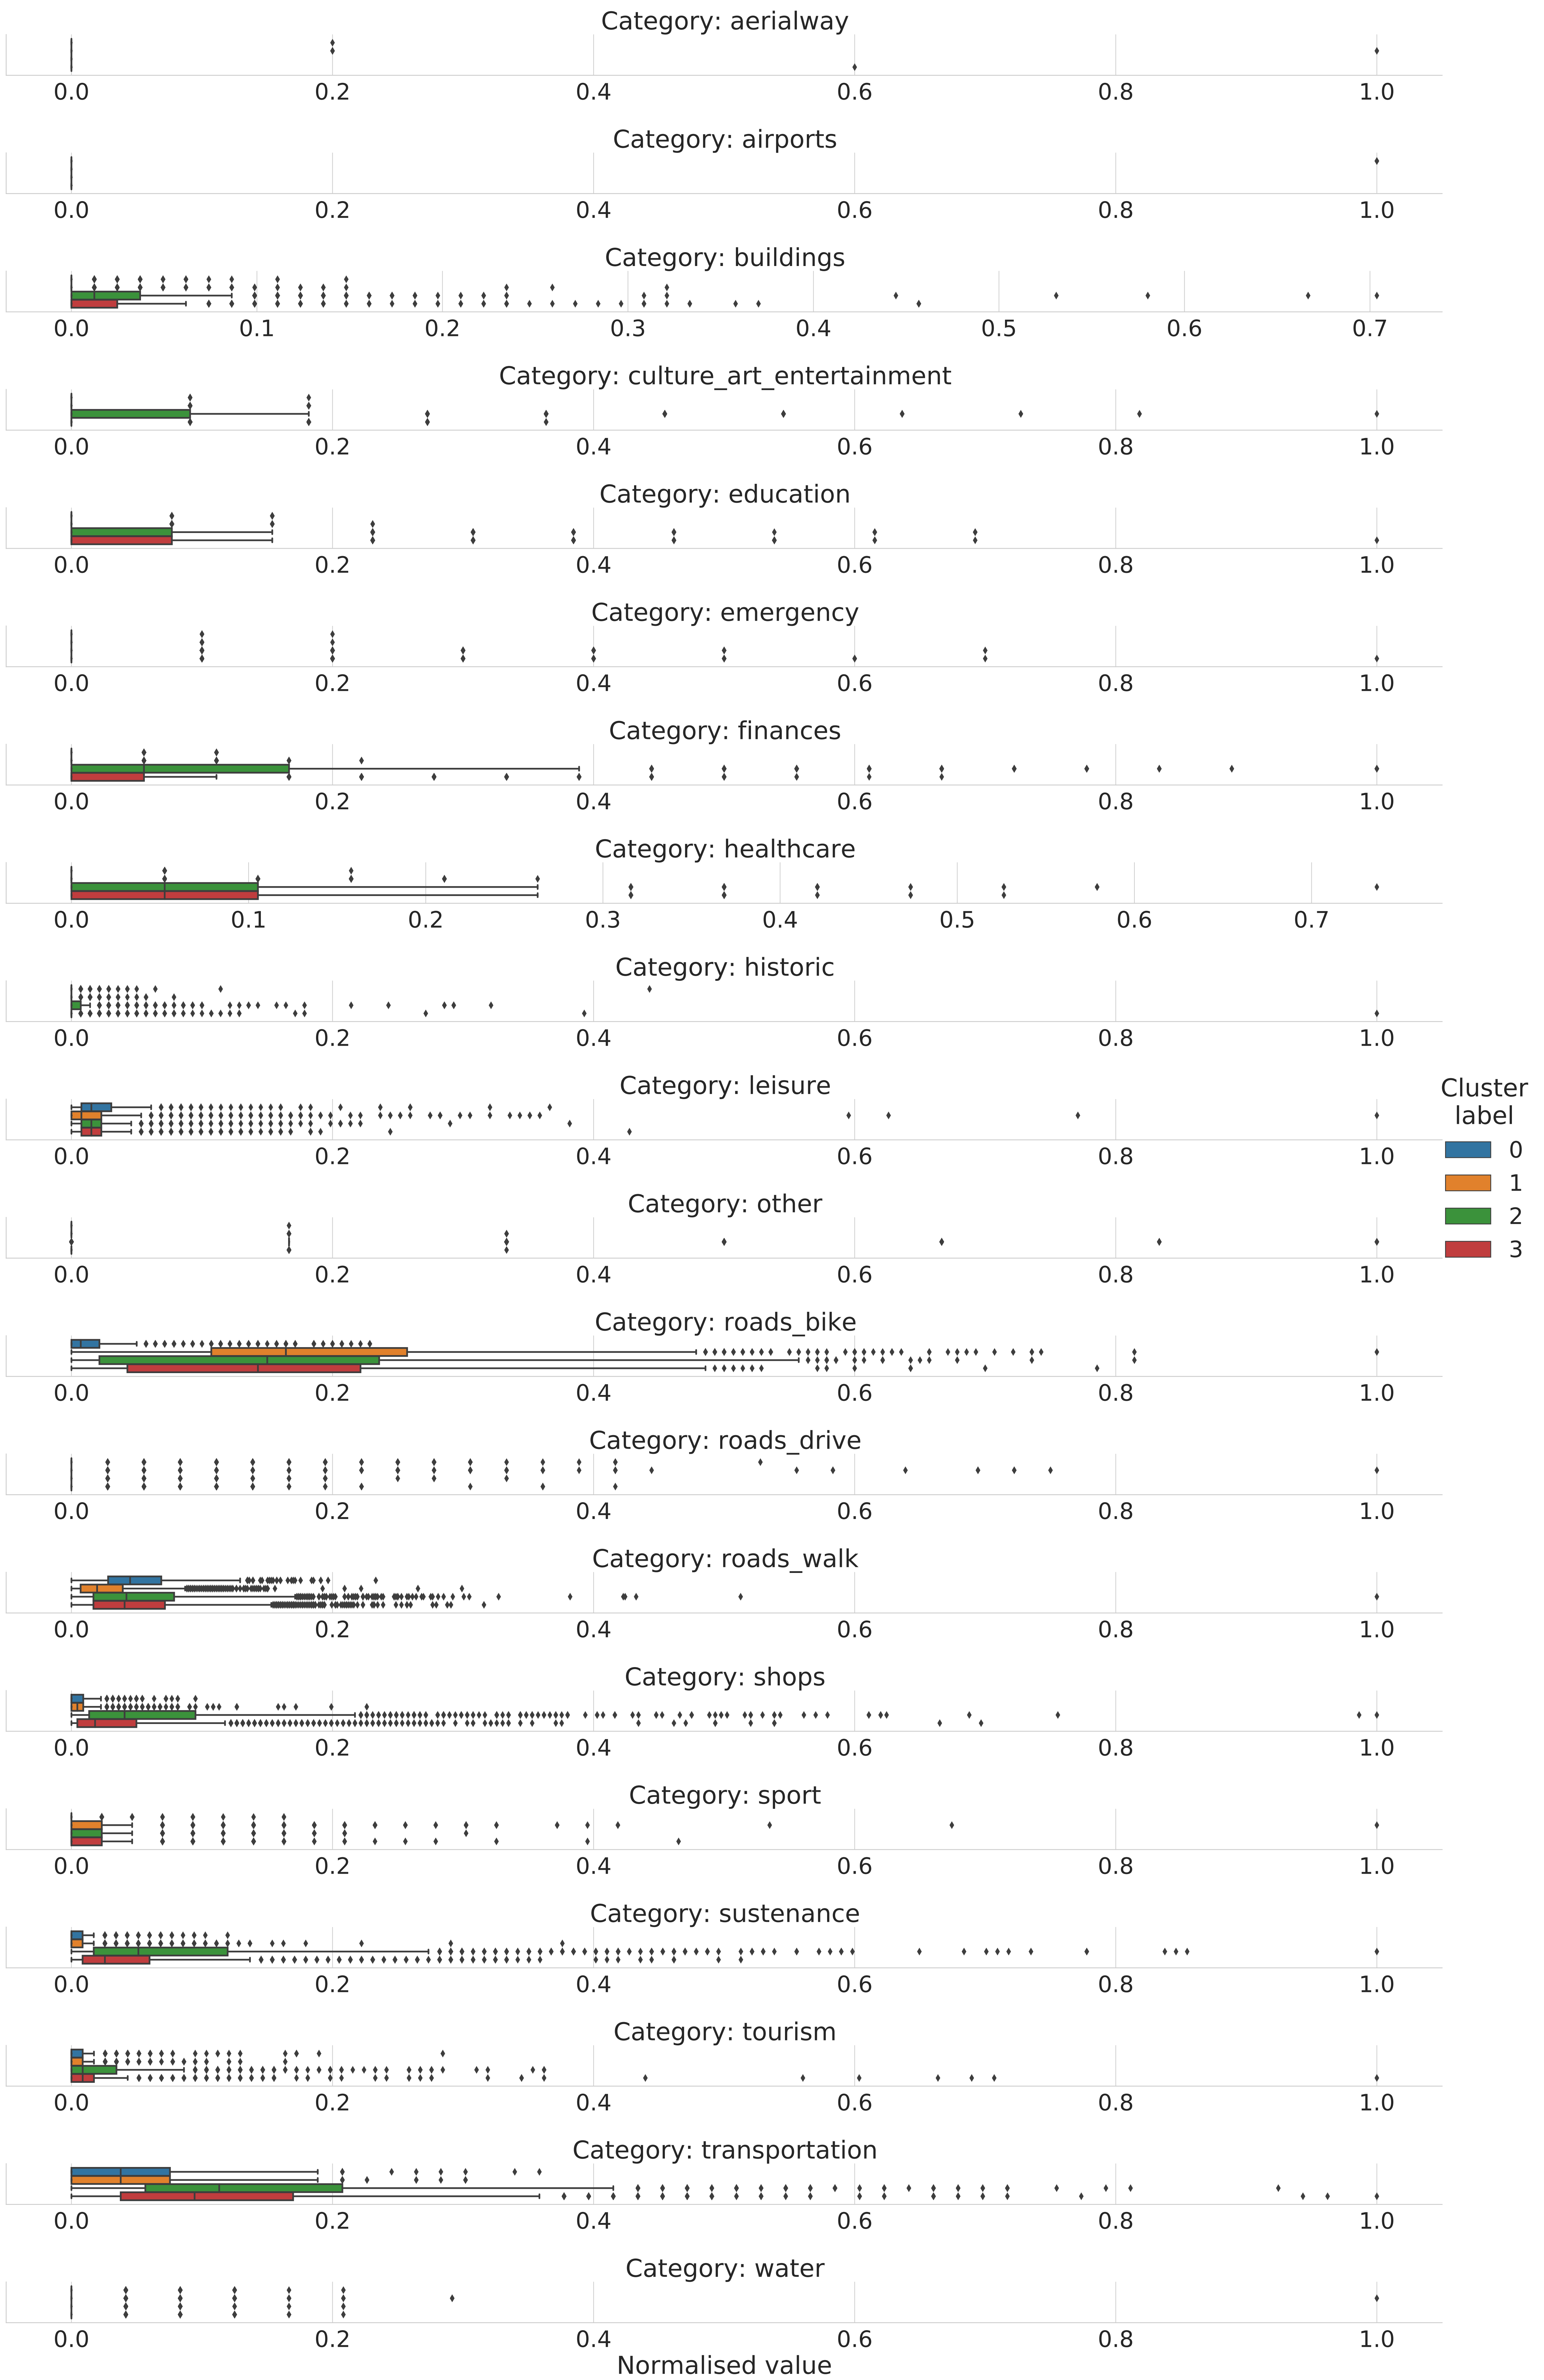 Category: aerialway
0.0 0.2 0.4 0.6 0.8 1.0
Category: airports
0.0 0.2 0.4 0.6 0.8 1.0
Category: buildings
0.0 0.1 0.2 0.3 0.4 0.5 0.6 0.7
Category: culture_art_entertainment
0.0 0.2 0.4 0.6 0.8 1.0
Category: education
0.0 0.2 0.4 0.6 0.8 1.0
Category: emergency
0.0 0.2 0.4 0.6 0.8 1.0
Category: finances
0.0 0.2 0.4 0.6 0.8 1.0
Category: healthcare
0.0 0.1 0.2 0.3 0.4 0.5 0.6 0.7
Category: historic
0.0 0.2 0.4 0.6 0.8 1.0
Category: leisure
0.0 0.2 0.4 0.6 0.8 1.0
Category: other
0.0 0.2 0.4 0.6 0.8 1.0
Category: roads_bike
0.0 0.2 0.4 0.6 0.8 1.0
Category: roads_drive
0.0 0.2 0.4 0.6 0.8 1.0
Category: roads_walk
0.0 0.2 0.4 0.6 0.8 1.0
Category: shops
0.0 0.2 0.4 0.6 0.8 1.0
Category: sport
0.0 0.2 0.4 0.6 0.8 1.0
Category: sustenance
0.0 0.2 0.4 0.6 0.8 1.0
Category: tourism
0.0 0.2 0.4 0.6 0.8 1.0
Category: transportation
0.0 0.2 0.4 0.6 0.8 1.0
Category: water
0.0 0.2 0.4 0.6 0.8 1.0
Normalised value
Cluster
label
0
1
2
3